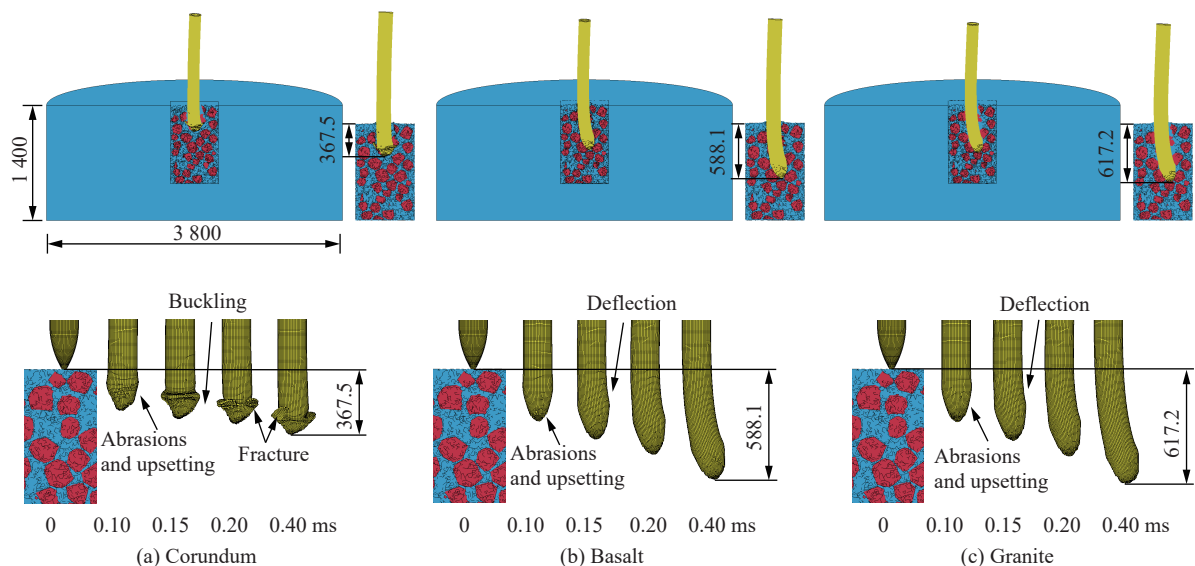 1 400
3 800
367.5
588.1
617.2
Buckling
Abrasions
and upsetting
Fracture
367.5
0 0.10 0.15 0.20 0.40 ms
(a) Corundum
Deflection
Abrasions
and upsetting
588.1
0 0.10 0.15 0.20 0.40 ms
(b) Basalt
Deflection
Abrasions
and upsetting
617.2
0 0.10 0.15 0.20 0.40 ms
(c) Granite